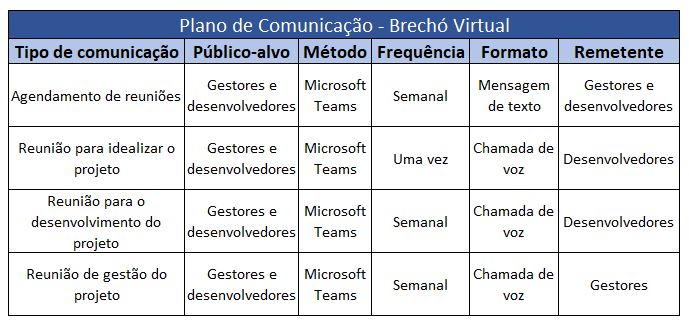 Plano de Comunicação - Brechó Virtual
Tipo de comunicação Público-alvo Método Frequência Formato Remetente
Agendamento de reuniões
Gestores e
desenvolvedores
Microsoft
Teams
Semanal
Mensagem
de texto
Gestores e
desenvolvedores
Reunião para idealizar o
projeto
Gestores e
desenvolvedores
Microsoft
Teams
Uma vez
Chamada de
voz
Desenvolvedores
Reunião para o
desenvolvimento do
projeto
Gestores e
desenvolvedores
Microsoft
Teams
Semanal
Chamada de
voz
Desenvolvedores
Reunião de gestão do
projeto
Gestores e
desenvolvedores
Microsoft
Teams
Semanal
Chamada de
voz
Gestores